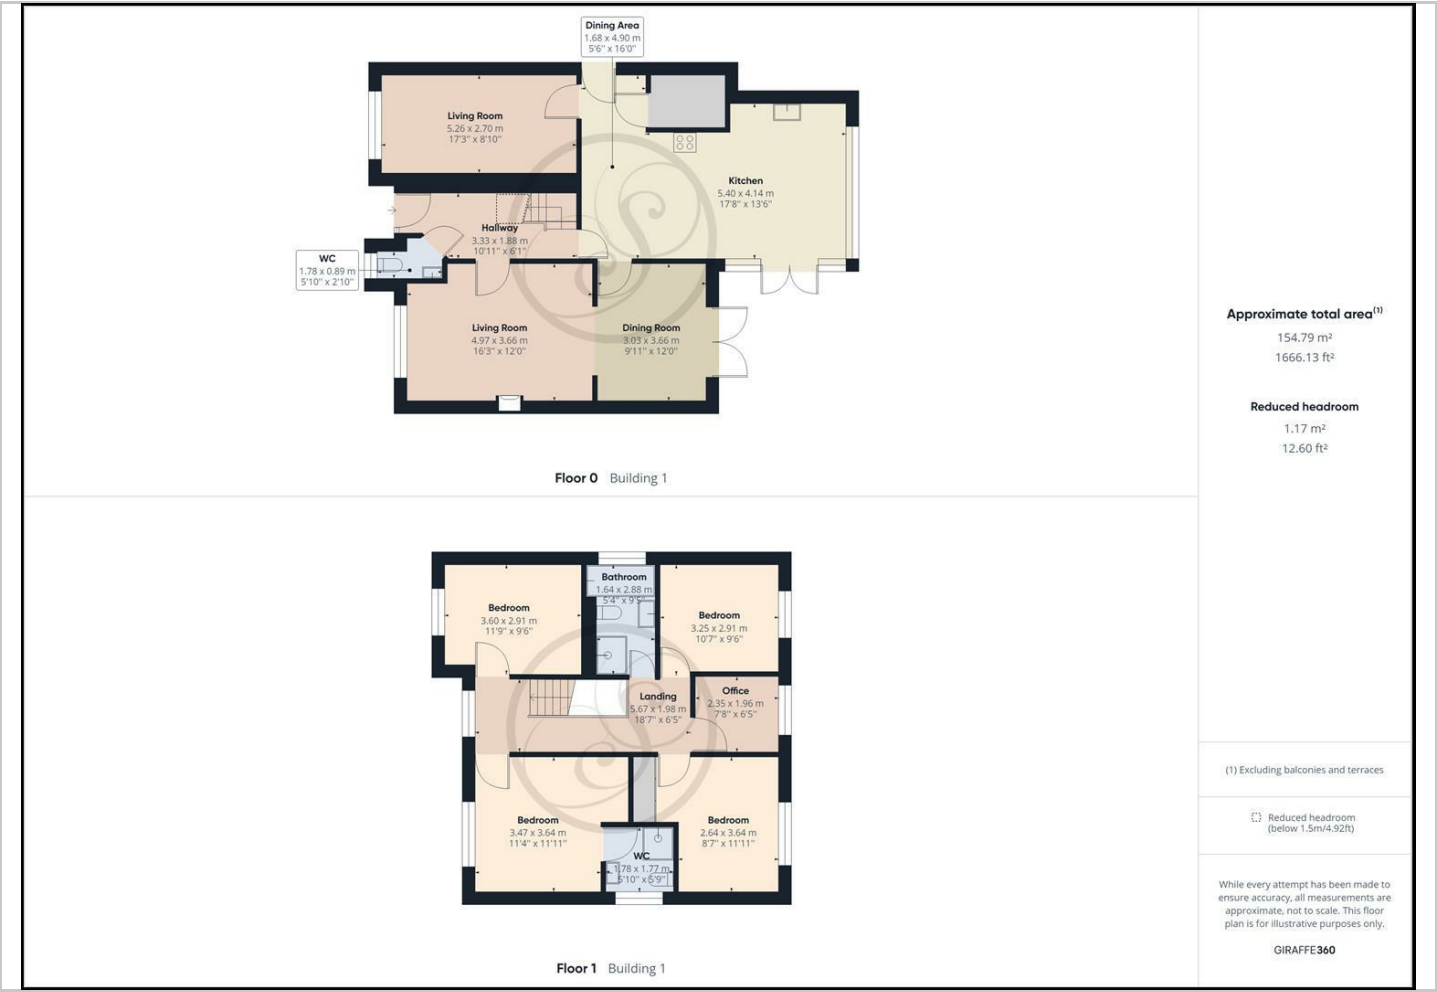 Dining Area
1.68 x 4.90 m
5'6" x 16'0"
Living Room
5.26 x 2.70 m
17'3" x 8'10"
Kitchen
5.40 x 4.14 m
17'8" x 13'6"
Hallway
3.33 x 1.88 m
10'11" x 6'1"
WC
1.78 x 0.89 m
5'10" x 2'10"
Living Room
4.97 x 3.66 m
16'3" x 12'0"
Dining Room
3.03 x 3.66 m
9'11" x 12'0"
Floor 0 Building 1
Bathroom
1.64 x 2.88 m
5'4" x 9'5"
Bedroom
3.60 x 2.91 m
11'9" x 9'6"
Bedroom
3.25 x 2.91 m
10'7" x 9'6"
Landing
5.67 x 1.98 m
18'7" x 6'5"
Office
2.35 x 1.96 m
7'8" x 6'5"
Bedroom
3.47 x 3.64 m
11'4" x 11'11"
WC
1.78 x 1.77 m
5'10" x 5'9"
Bedroom
2.64 x 3.64 m
8'7" x 11'11"
Floor 1 Building 1
Approximate total area(1)
154.79 m²
1666.13 ft²
Reduced headroom
1.17 m²
12.60 ft²
(1) Excluding balconies and terraces
Reduced headroom
(below 1.5m/4.92ft)
While every attempt has been made to
ensure accuracy, all measurements are
approximate, not to scale. This floor
plan is for illustrative purposes only.
GIRAFFE360